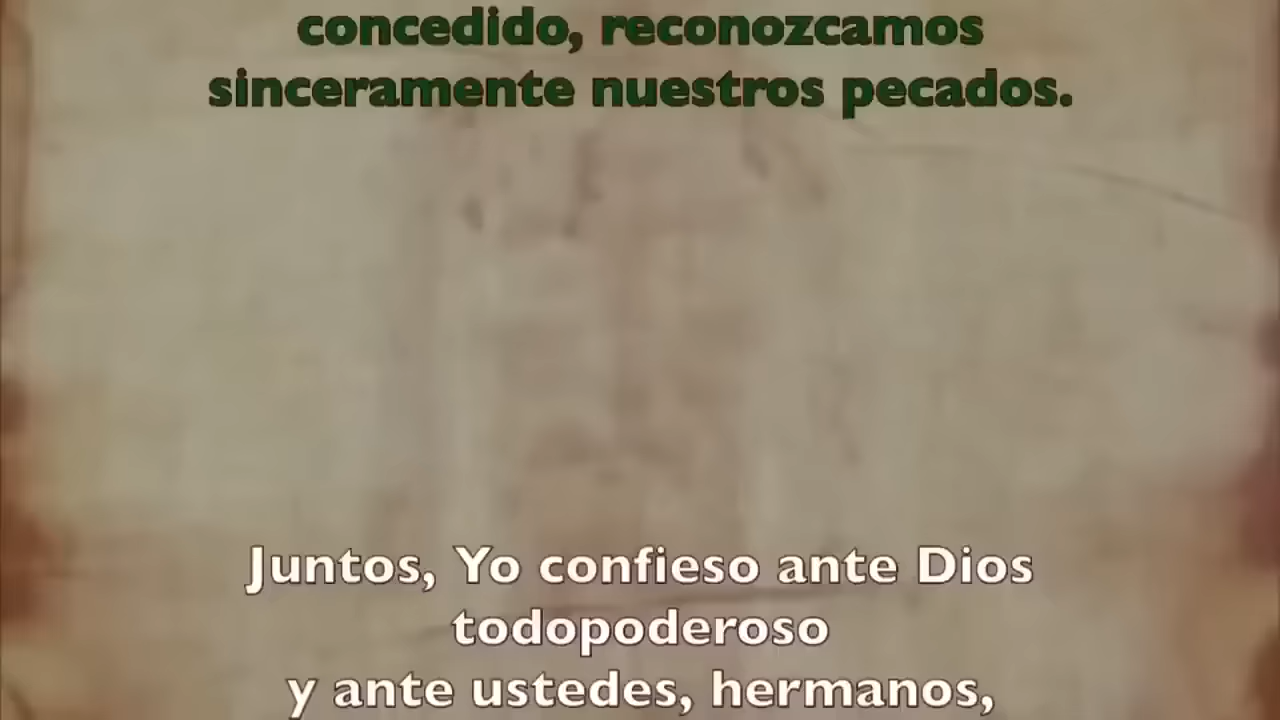 concedido, reconozcamos
sinceramente nuestros pecados.
Juntos, Yo confieso ante Dios
todopoderoso
y ante ustedes, hermanos,